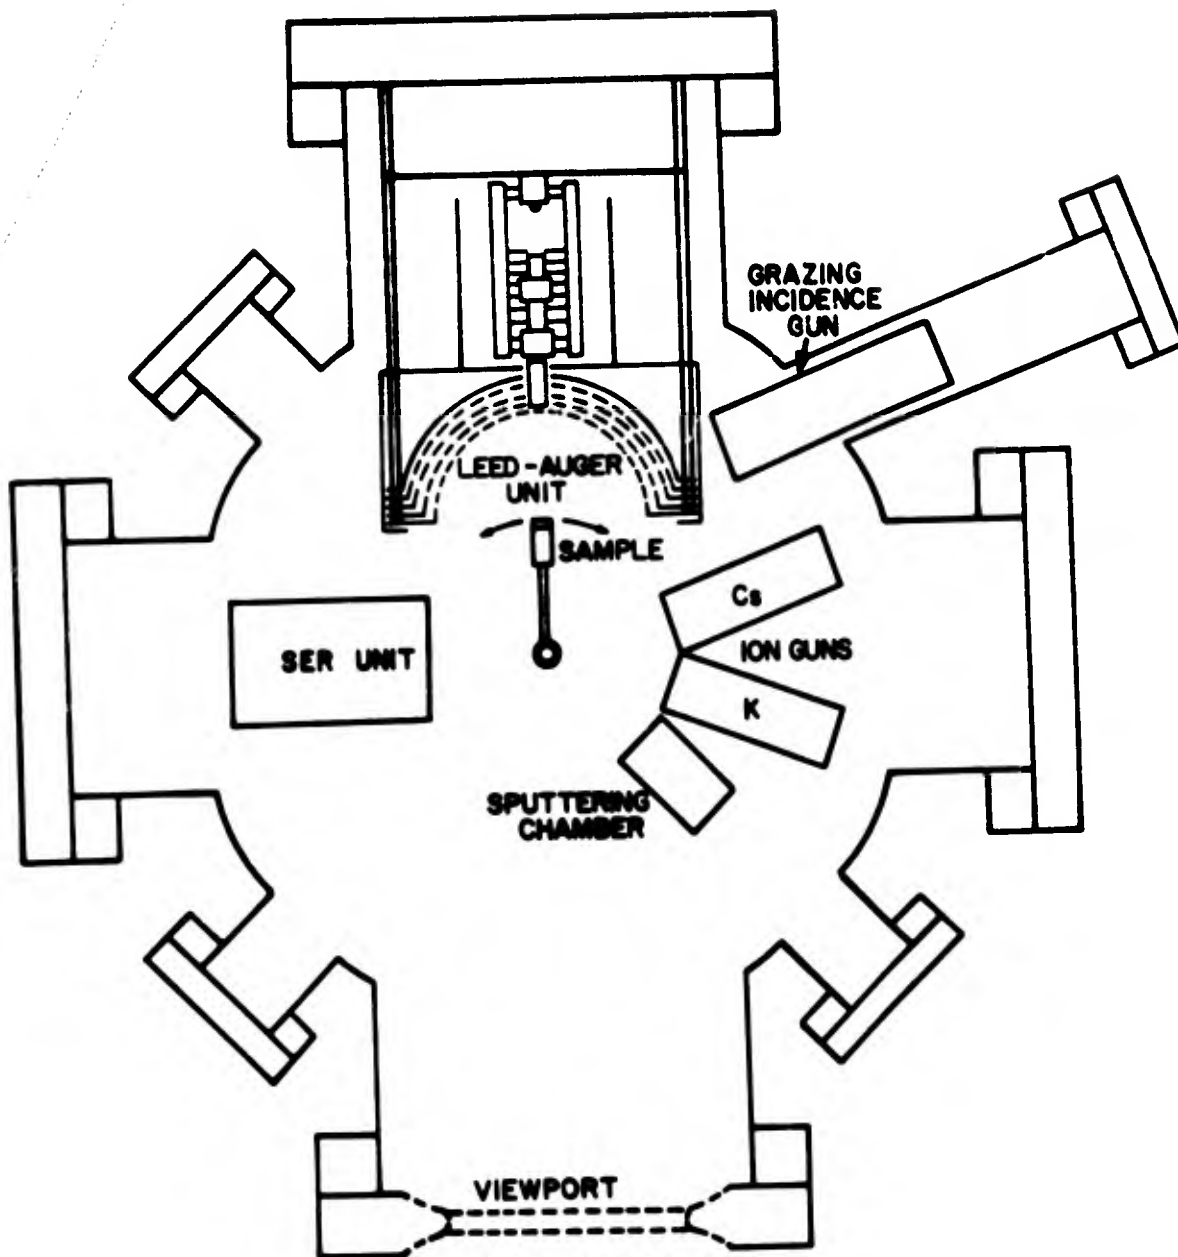 GRAZING
INCIDENCE
GUN
LEED-AUGER
UNIT
SAMPLE
Cs
ION GUNS
SER UNIT
K
SPUTTERING
CHAMBER
VIEWPORT